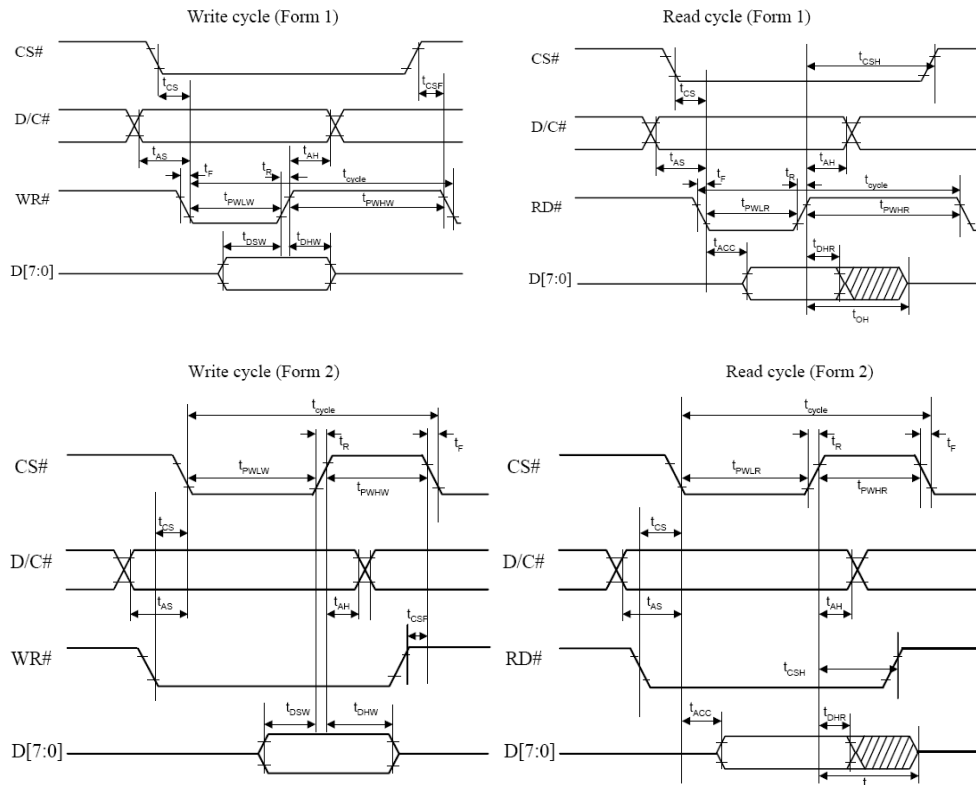 Write cycle (Form 1)
CS#
tCS
tCSF
D/C#
tAS
tF
tR
tAH
tcycle
WR#
tPWLW
tPWHW
tDSW
tDHW
D[7:0]
Read cycle (Form 1)
CS#
tCSH
tCS
D/C#
tAS
tF
tR
tAH
tcycle
RD#
tPWLR
tPWHR
tACC
tDHR
D[7:0]
tOH
Write cycle (Form 2)
tcycle
tR
tF
CS#
tPWLW
tPWHW
tCS
D/C#
tAS
tAH
tCSF
WR#
tDSW
tDHW
D[7:0]
Read cycle (Form 2)
tcycle
tR
tF
CS#
tPWLR
tPWHR
tCS
D/C#
tAS
tAH
RD#
tCSH
tACC
tDHR
D[7:0]
t